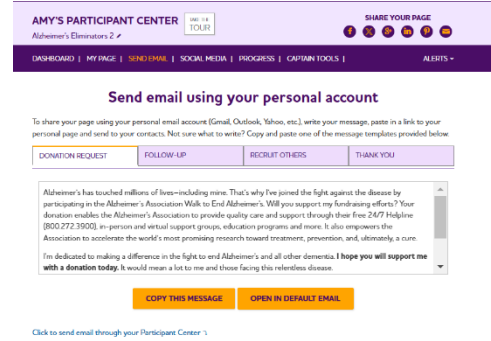 AMY'S PARTICIPANT CENTER
TOUR
SHARE YOUR PAGE
Alzheimer's Eliminators 2
DASHBOARD | MY PAGE | SEND EMAIL | SOCIAL MEDIA | PROGRESS | CAPTAIN TOOLS | ALERTS
Send email using your personal account
To share your page using your personal email account (Gmail, Outlook, Yahoo, etc.), write your message, paste in a link to your
personal page and send to your contacts. Not sure what to write? Copy and paste one of the message templates provided below.
DONATION REQUEST FOLLOW-UP RECRUIT OTHERS THANK YOU
Alzheimer's has touched millions of lives—including mine. That's why I've joined the fight against the disease by
participating in the Alzheimer's Association Walk to End Alzheimer's. Will you support my fundraising efforts? Your
donation enables the Alzheimer's Association to provide quality care and support through their free 24/7 Helpline
(800.272.3900), in-person and virtual support groups, education programs and more. It also empowers the
Association to accelerate the world's most promising research toward treatment, prevention, and, ultimately, a cure.
I'm dedicated to making a difference in the fight to end Alzheimer's and all other dementia. I hope you will support me
with a donation today. It would mean a lot to me and those facing this relentless disease.
COPY THIS MESSAGE OPEN IN DEFAULT EMAIL
Click to send email through your Participant Center